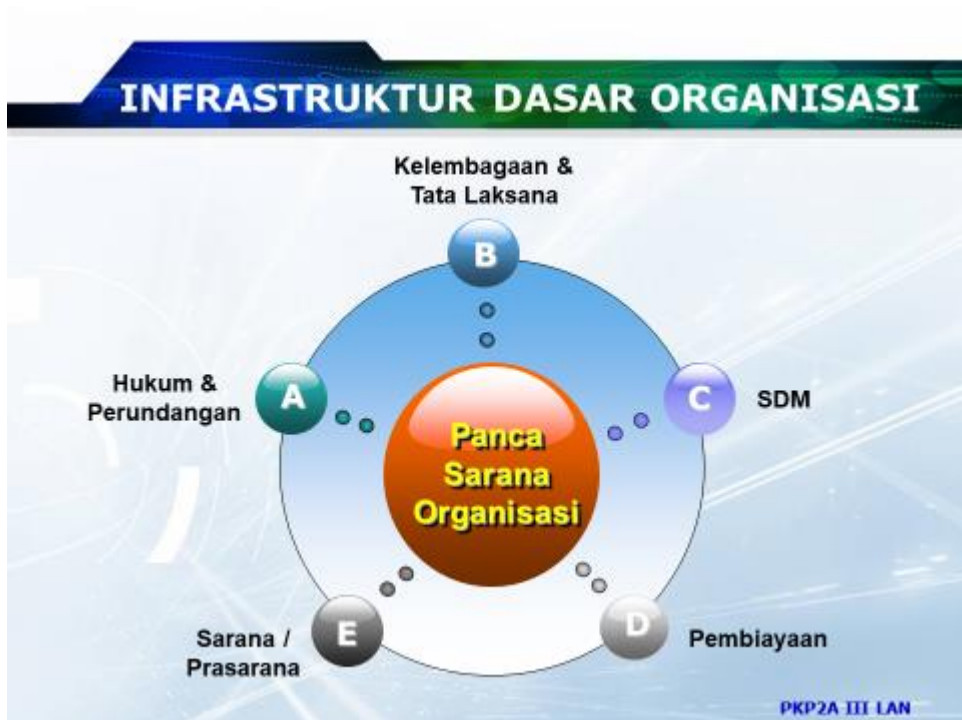 INFRASTRUKTUR DASAR ORGANISASI
Kelembagaan &
Tata Laksana
B
Hukum &
Perundangan
A
C
SDM
Panca
Sarana
Organisasi
Sarana /
Prasarana
E
D
Pembiayaan
PKP2A III LAN